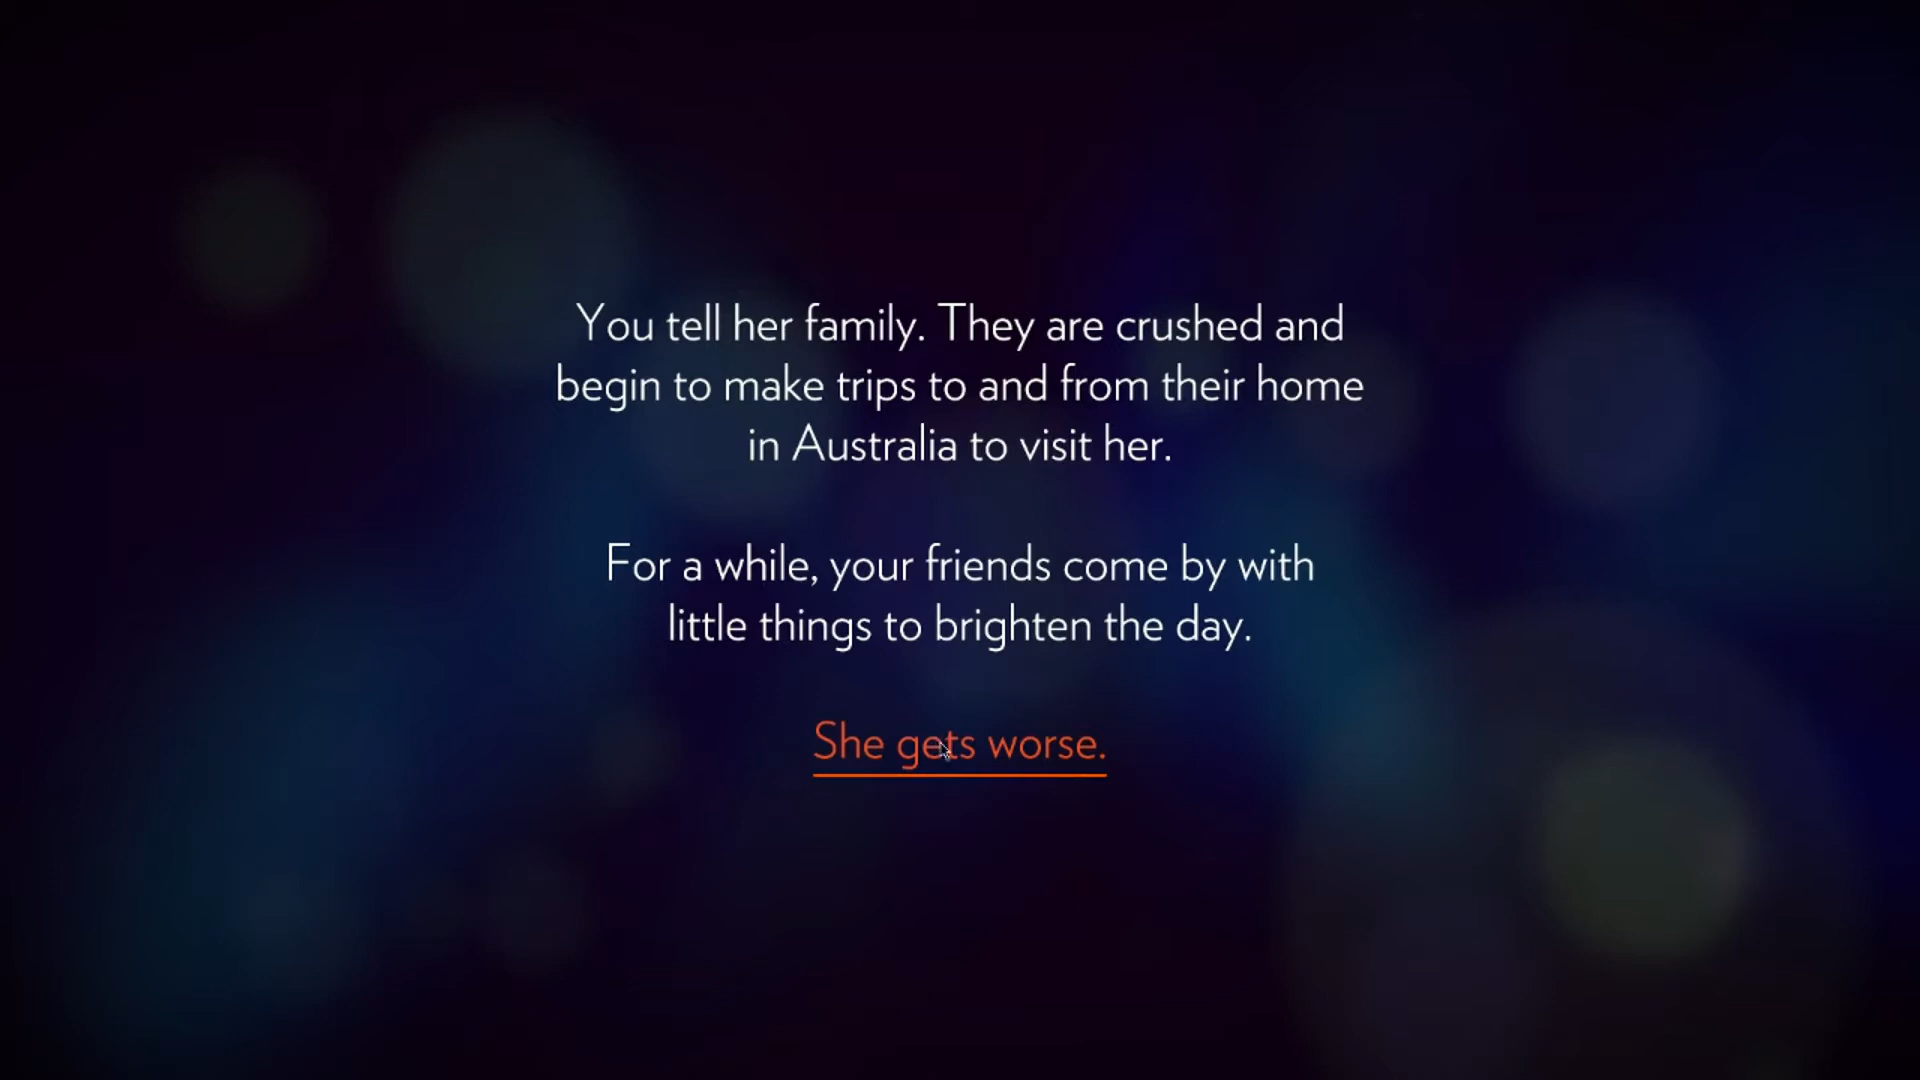 You tell her family. They are crushed and
begin to make trips to and from their home
in Australia to visit her.
For a while, your friends come by with
little things to brighten the day.
She gets worse.